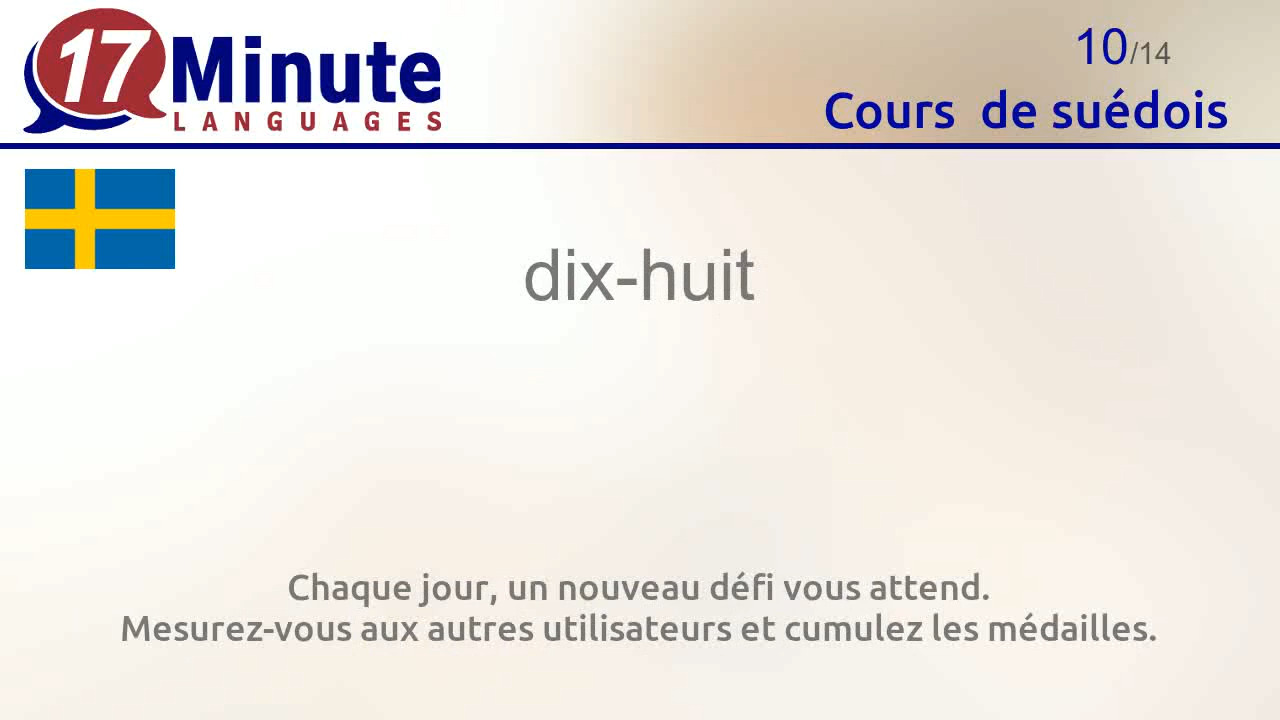 17 Minute
LANGUAGES
10/14
Cours de suédois
dix-huit
Chaque jour, un nouveau défi vous attend.
Mesurez-vous aux autres utilisateurs et cumulez les médailles.